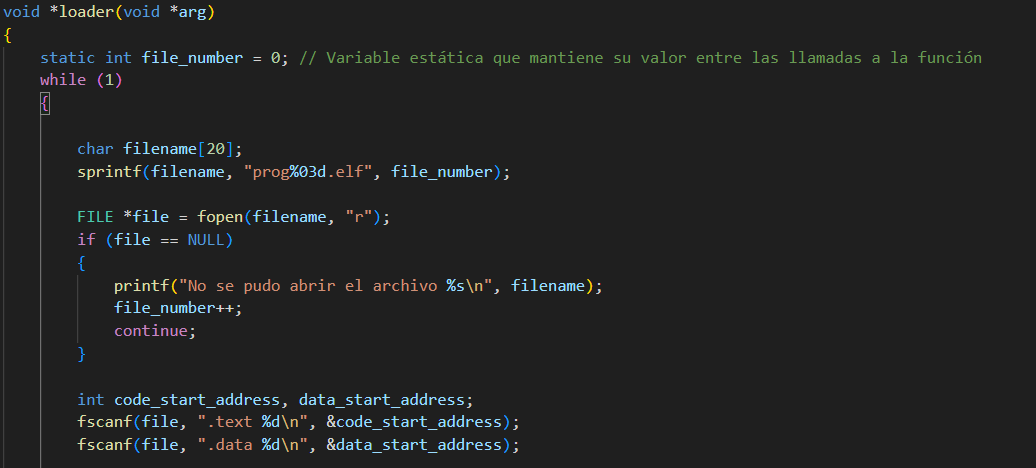 void *loader(void *arg)
{
    static int file_number = 0; // Variable estática que mantiene su valor entre las llamadas a la función
    while (1)
    {

        char filename[20];
        sprintf(filename, "prog%03d.elf", file_number);

        FILE *file = fopen(filename, "r");
        if (file == NULL)
        {
            printf("No se pudo abrir el archivo %s\n", filename);
            file_number++;
            continue;
        }

        int code_start_address, data_start_address;
        fscanf(file, ".text %d\n", &code_start_address);
        fscanf(file, ".data %d\n", &data_start_address);